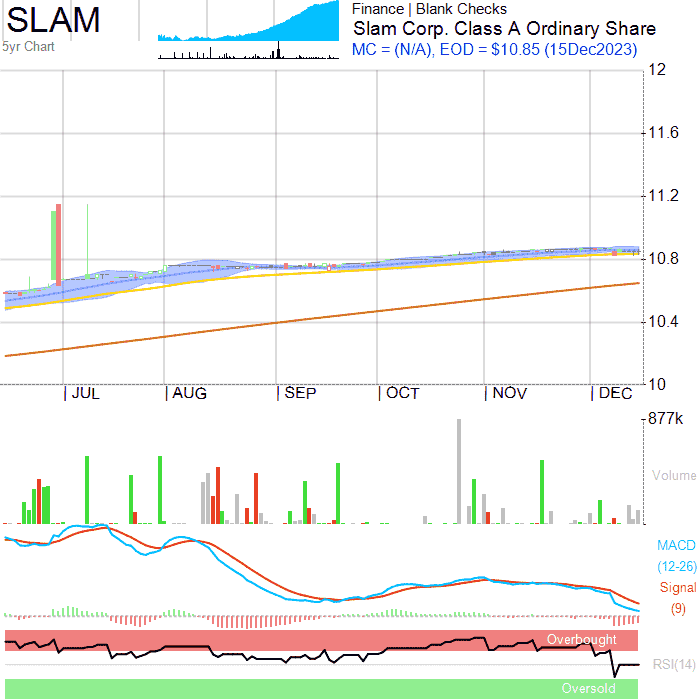 SLAM
5yr Chart
Finance | Blank Checks
Slam Corp. Class A Ordinary Share
MC = (N/A), EOD = $10.85 (15Dec2023)
12
11.6
11.2
10.8
10.4
10
JUL
AUG
SEP
OCT
NOV
DEC
877k
Volume
MACD
(12-26)
Signal
(9)
Overbought
RSI(14)
Oversold